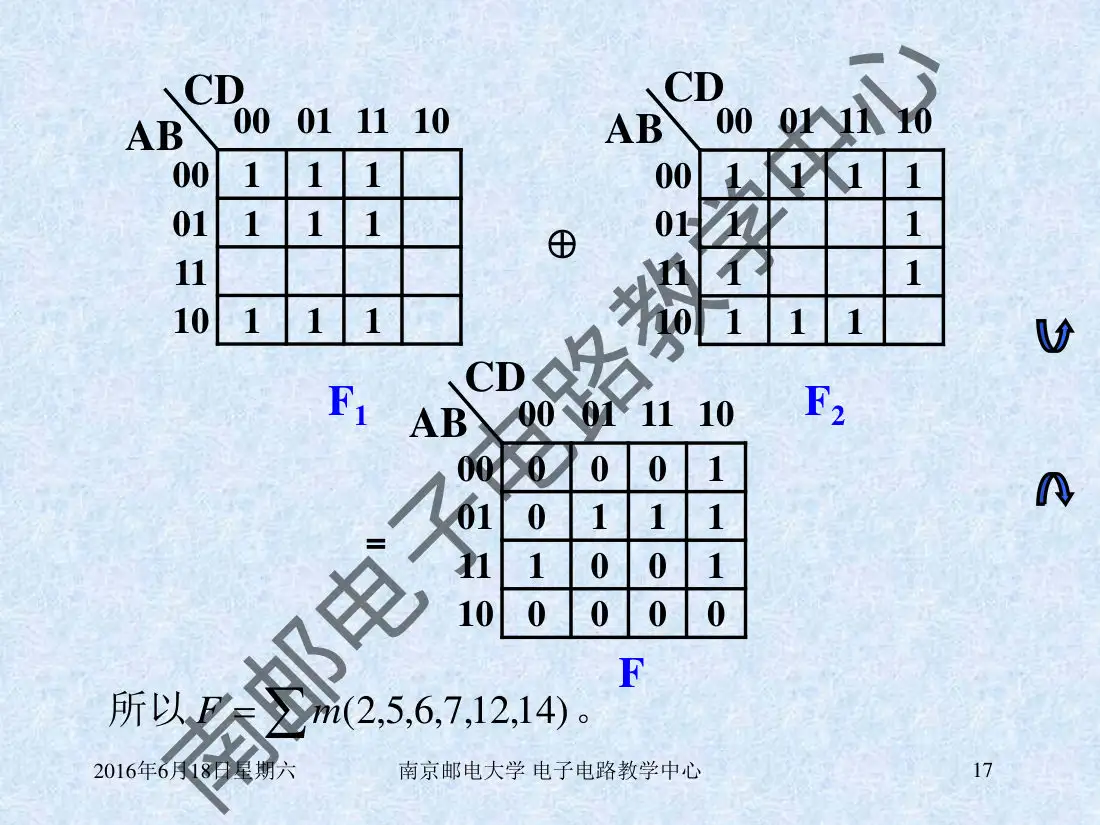 CD CD
AB 00 01 11 10 AB 00 01 11 10
00 1 1 1 00 1 1 1 1
01 1 1 1 01 1 1
⊕
11 11 1 1
10 1 1 1 10 1 1 1
F₁ F₂
CD
AB 00 01 11 10
00 0 0 0 1
01 0 1 1 1
=
11 1 0 0 1
10 0 0 0 0
F
所以 F = ∑m(2,5,6,7,12,14) 。
2016年6月18日星期六 南京邮电大学 电子电路教学中心 17
南邮电子电路教学中心